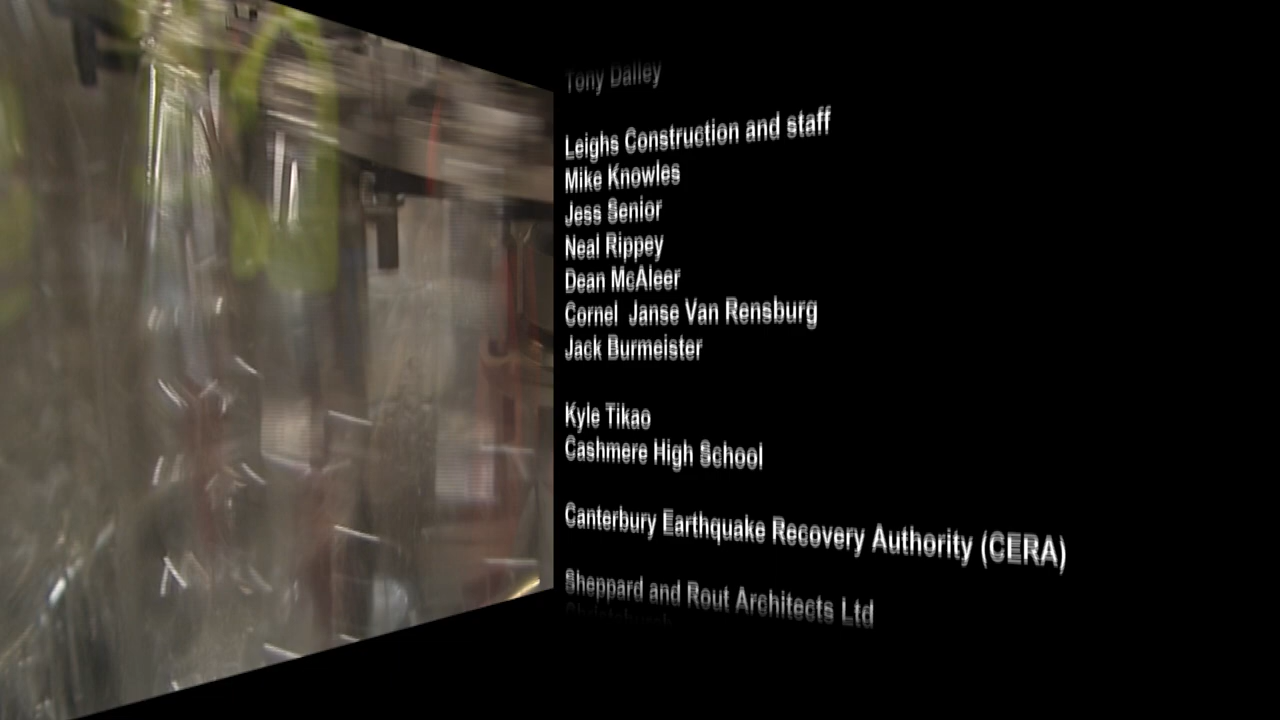 Tony Dalley
Leighs Construction and staff
Mike Knowles
Jess Senior
Neal Rippey
Dean McAleer
Cornel  Janse Van Rensburg
Jack Burmeister
Kyle Tikao
Cashmere High School
Canterbury Earthquake Recovery Authority (CERA)
Sheppard and Rout Architects Ltd